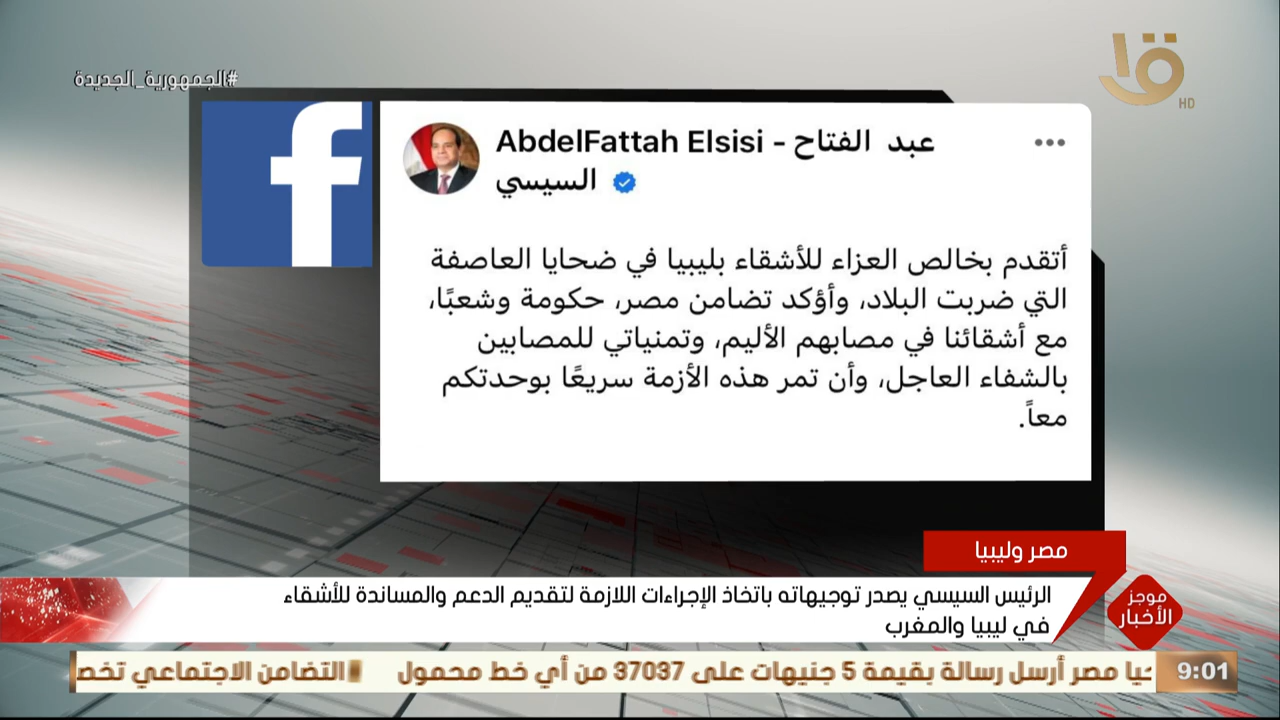 #الجمهورية_الجديدة
HD
AbdelFattah Elsisi - عبد الفتاح
السيسي
أتقدم بخالص العزاء للأشقاء بليبيا في ضحايا العاصفة
التي ضربت البلاد، وأؤكد تضامن مصر، حكومة وشعبًا،
مع أشقائنا في مصابهم الأليم، وتمنياتي للمصابين
بالشفاء العاجل، وأن تمر هذه الأزمة سريعًا بوحدتكم
معاً.
مصر وليبيا
الرئيس السيسي يصدر توجيهاته باتخاذ الإجراءات اللازمة لتقديم الدعم والمساندة للأشقاء
في ليبيا والمغرب
موجز
الأخبار
9:01
مصر أرسل رسالة بقيمة 5 جنيهات على 37037 من أي خط محمول التضامن الاجتماعي